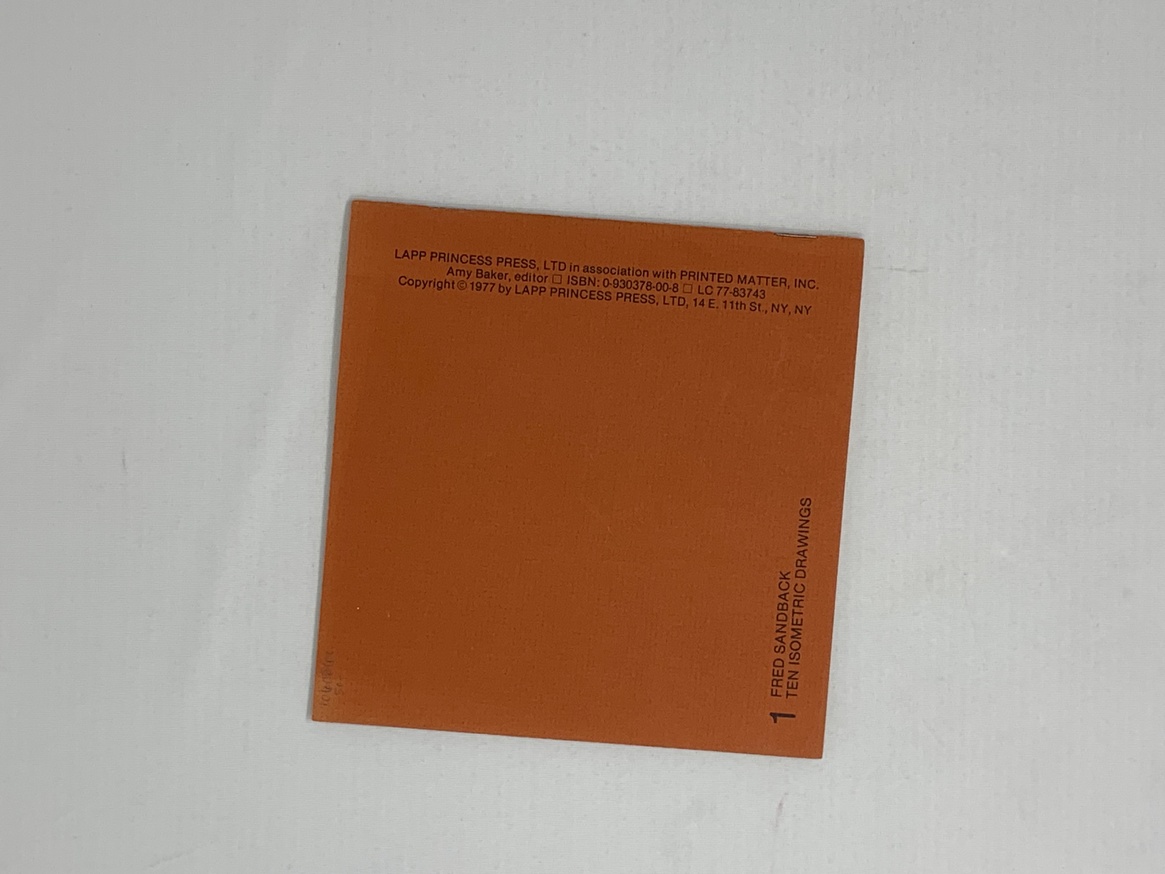 LAPP PRINCESS PRESS, LTD in association with PRINTED MATTER, INC.
Amy Baker, editor □ ISBN: 0-930378-00-8 □ LC 77-83743
Copyright © 1977 by LAPP PRINCESS PRESS, LTD, 14 E. 11th St., NY, NY
1 FRED SANDBACK
TEN ISOMETRIC DRAWINGS